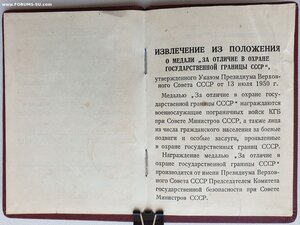 www.FORUMS-SU.com
ИЗВЛЕЧЕНИЕ ИЗ ПОЛОЖЕНИЯ
О МЕДАЛИ „ЗА ОТЛИЧИЕ В ОХРАНЕ
ГОСУДАРСТВЕННОЙ ГРАНИЦЫ СССР",
утвержденного Указом Президиума Верхов-
ного Совета СССР от 13 июля 1950 г.
Медалью „За отличие в охране госу-
дарственной границы СССР" награждаются
военнослужащие пограничных войск КГБ
при Совете Министров СССР, а также лица
из числа гражданского населения за боевые
подвиги и особые заслуги, проявленные
в охране государственных границ СССР.
Награждение медалью „За отличие в
охране государственной границы СССР"
производится от имени Президиума Верхов-
ного Совета СССР Председателем Комитета
государственной безопасности при Совете
Министров СССР.